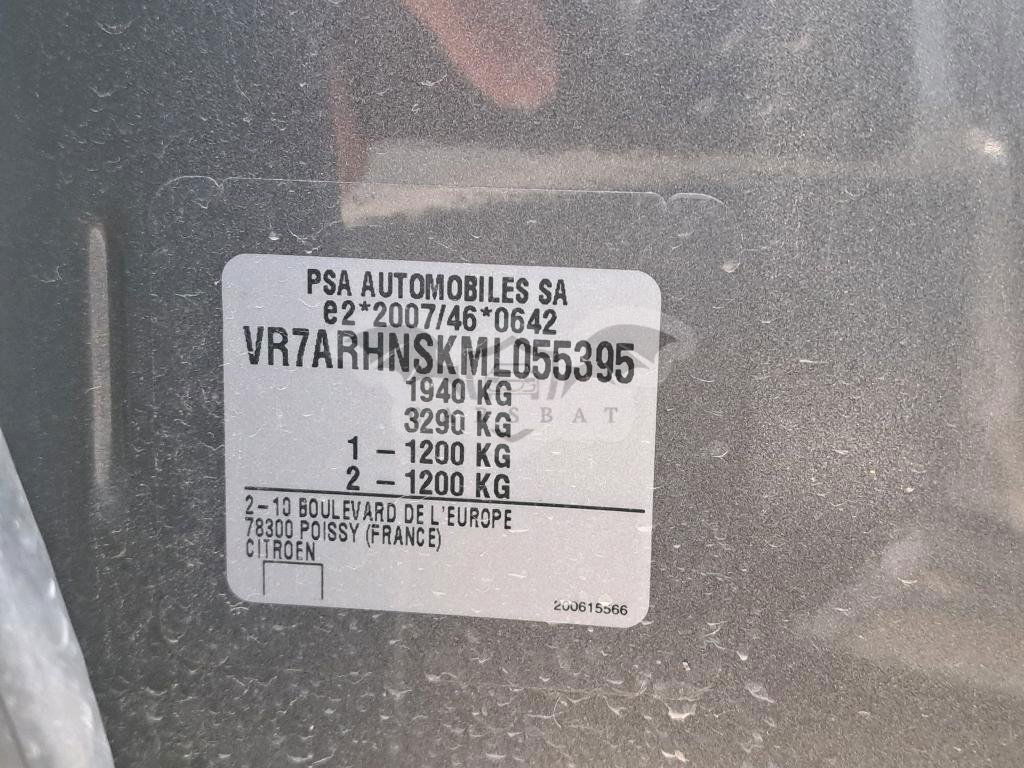 PSA AUTOMOBILES SA
e2*2007/46*0642
VR7ARHNSKML055395
1940 KG
3290 KG
1 - 1200 KG
2 - 1200 KG
2-10 BOULEVARD DE L'EUROPE
78300 POISSY (FRANCE)
CITROEN
200615566